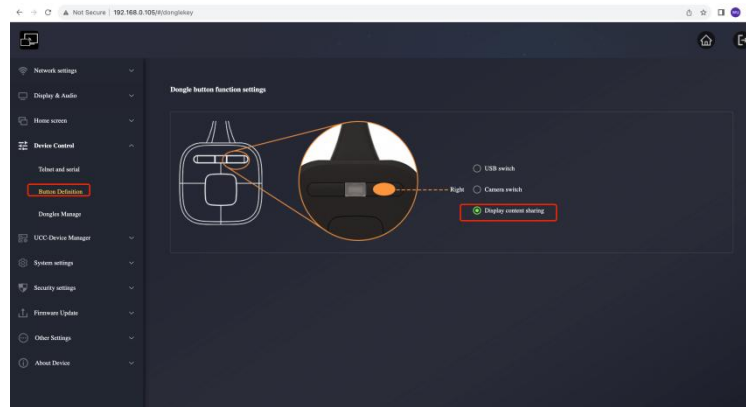 Not Secure | 192.168.0.105/#/donglekey
Network settings
Display & Audio
Home screen
Device Control
Telnet and serial
Button Definition
Dongles Manage
UCC-Device Manager
System settings
Security settings
Firmware Update
Other Settings
About Device
Dongle button function settings
USB switch
Right Camera switch
Display content sharing